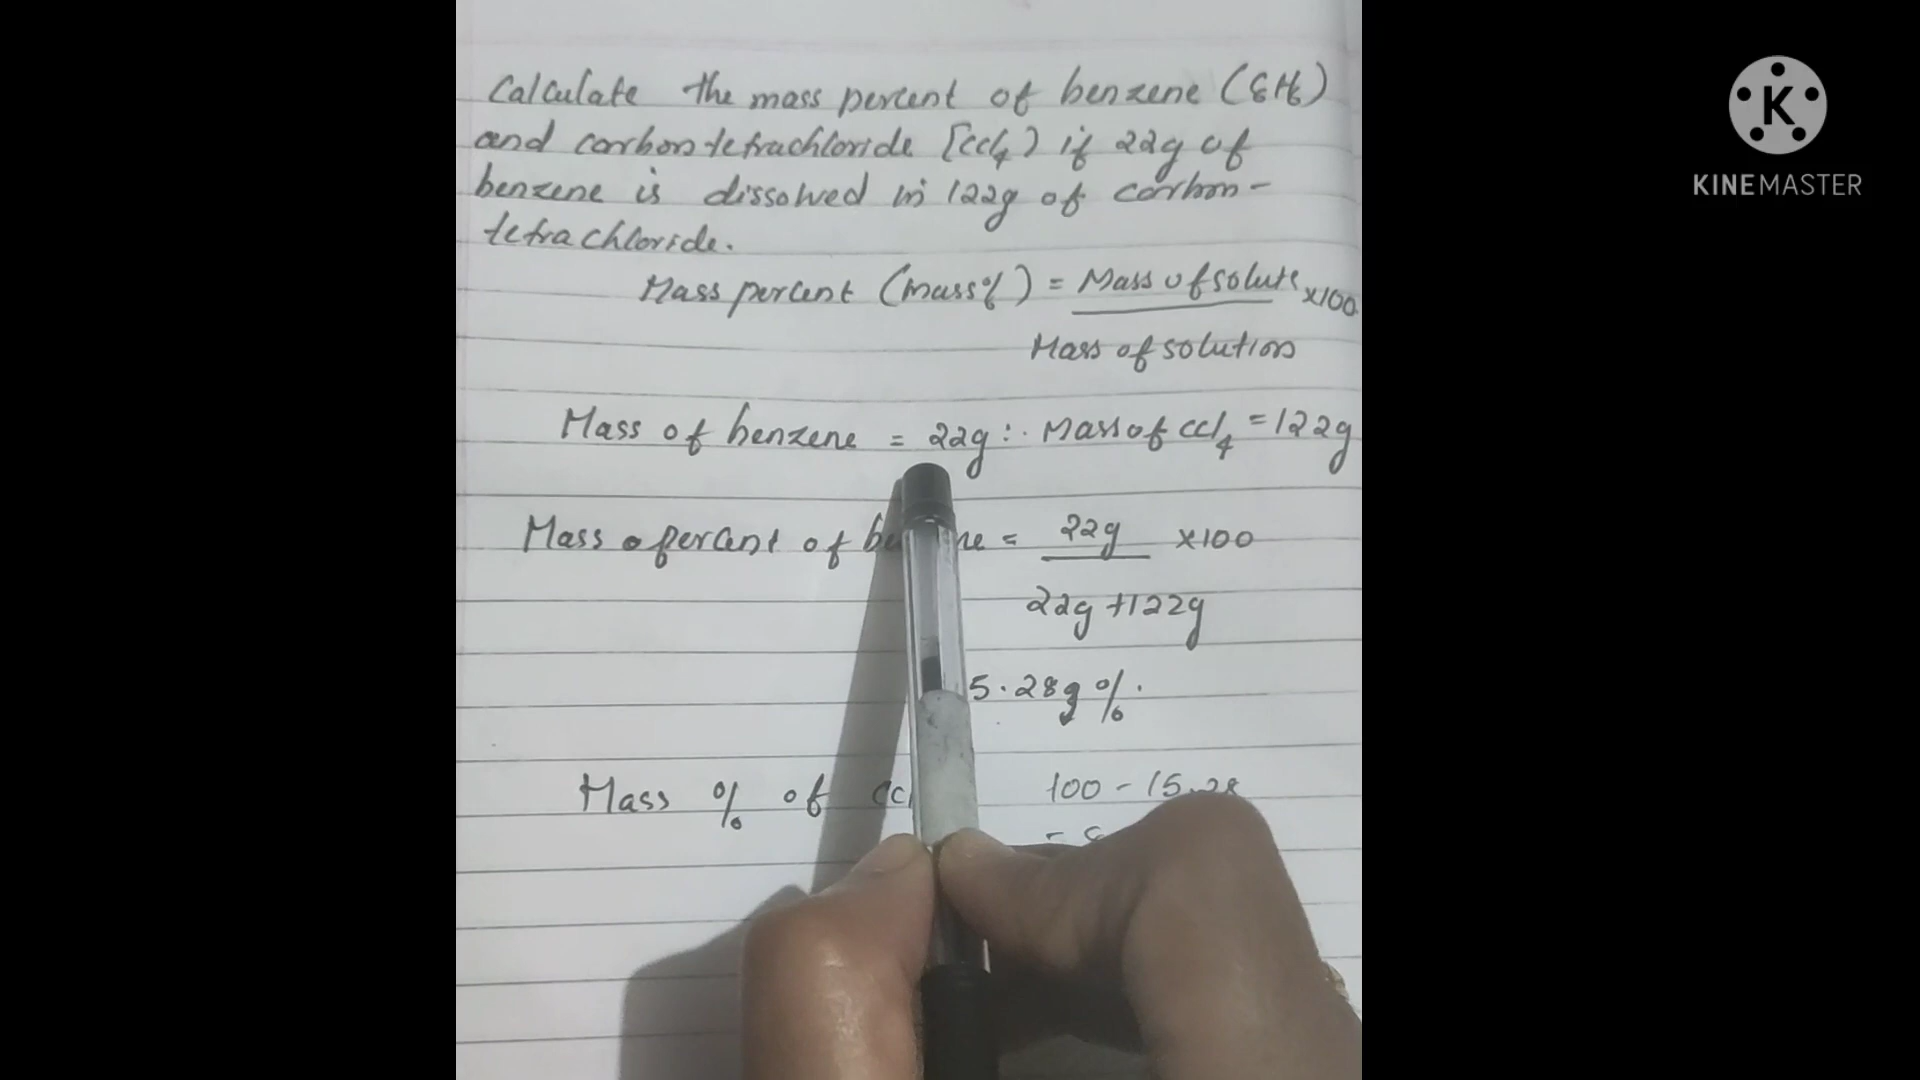 Calculate the mass percent of benzene (C6H6)
and carbontetrachloride [CCl4) if 22g of
benzene is dissolved in 122g of carbon-
tetrachloride.
Mass percent (mass%) = Mass of solute x100
Mass of solution
Mass of benzene = 22g ∴ Mass of CCl4 = 122g
Mass percent of = 22g x100
22g + 122g
5.28g %.
Mass % of 100 - 15.28
KINEMASTER